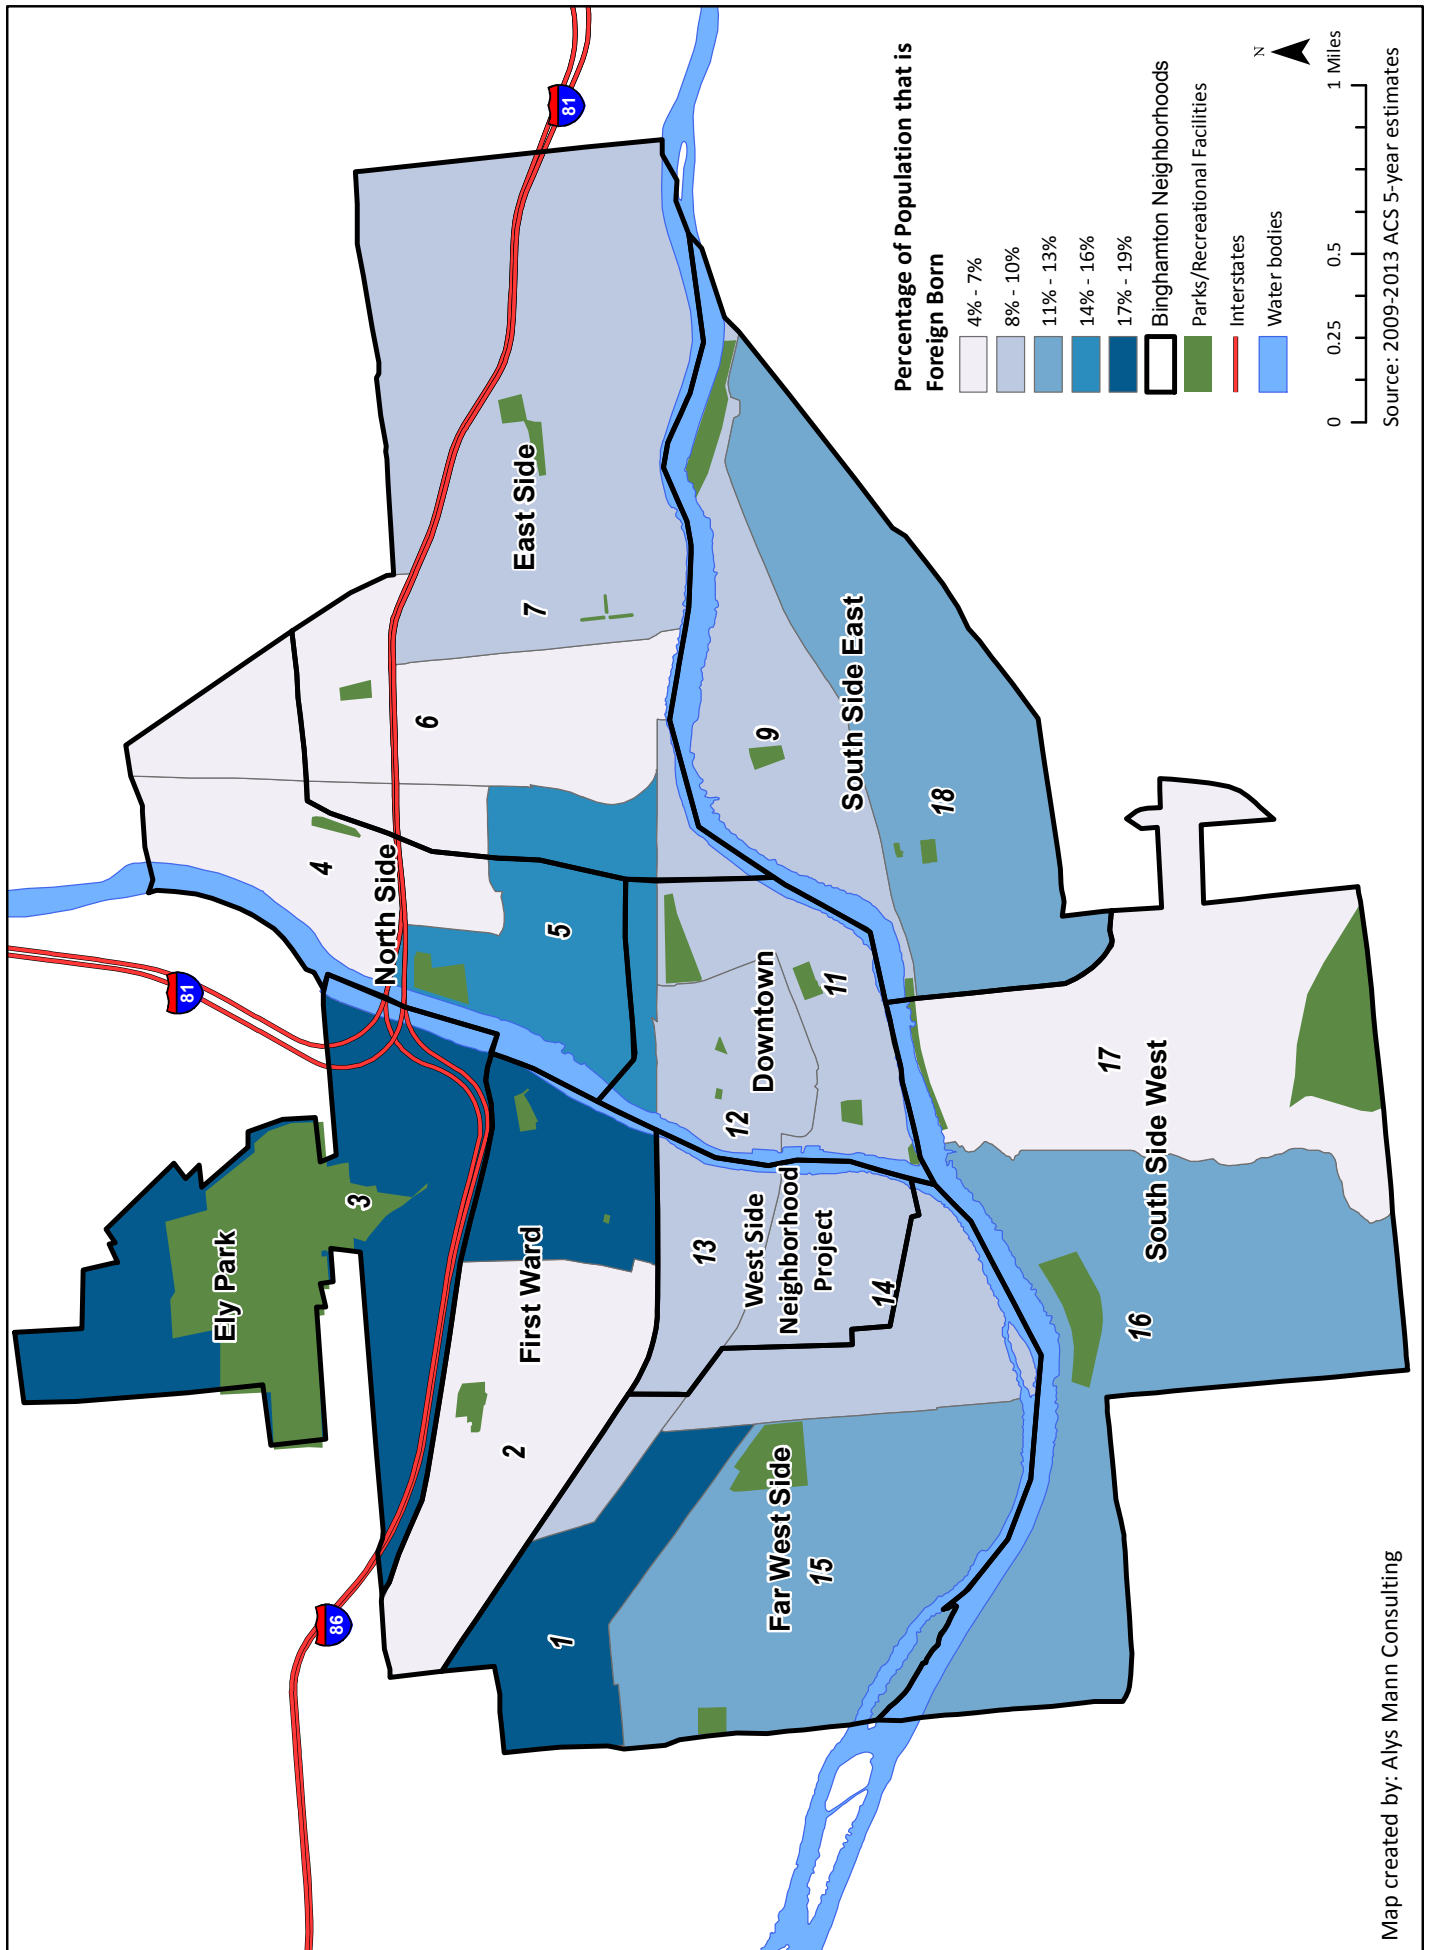 81
81
86
Ely Park
3
North Side
4
6
East Side
7
5
First Ward
2
1
13
West Side
Neighborhood
Project
14
12
Downtown
11
9
South Side East
18
Far West Side
15
16
South Side West
17
Percentage of Population that is
Foreign Born
4% - 7%
8% - 10%
11% - 13%
14% - 16%
17% - 19%
Binghamton Neighborhoods
Parks/Recreational Facilities
Interstates
Water bodies
N
0 0.25 0.5 1 Miles
Source: 2009-2013 ACS 5-year estimates
Map created by: Alys Mann Consulting